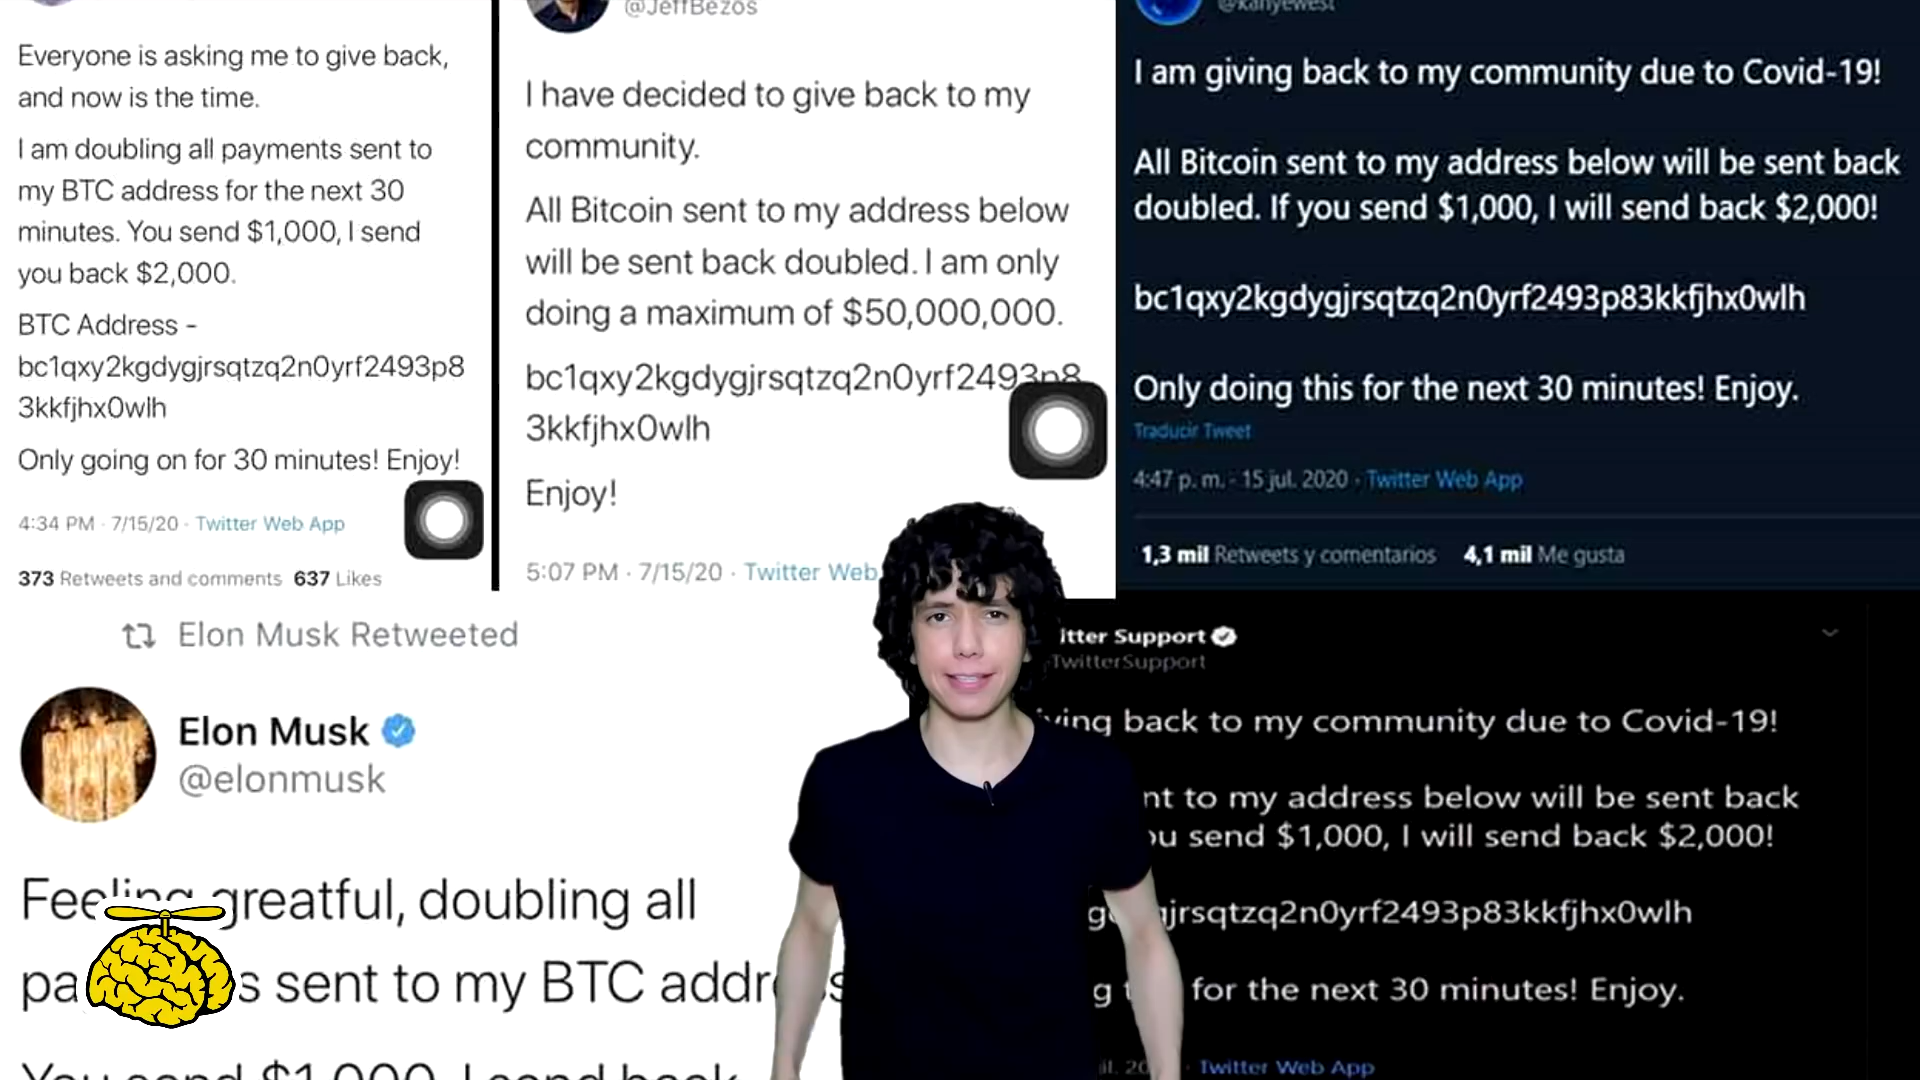 Everyone is asking me to give back,
and now is the time.
I am doubling all payments sent to
my BTC address for the next 30
minutes. You send $1,000, I send
you back $2,000.
BTC Address -
bc1qxy2kgdygjrsqtzq2n0yrf2493p8
3kkfjhx0wlh
Only going on for 30 minutes! Enjoy!
4:34 PM · 7/15/20 · Twitter Web App
373 Retweets and comments 637 Likes
@JeffBezos
I have decided to give back to my
community.
All Bitcoin sent to my address below
will be sent back doubled. I am only
doing a maximum of $50,000,000.
bc1qxy2kgdygjrsqtzq2n0yrf2493p8
3kkfjhx0wlh
Enjoy!
5:07 PM · 7/15/20 · Twitter Web
@kanyewest
I am giving back to my community due to Covid-19!
All Bitcoin sent to my address below will be sent back
doubled. If you send $1,000, I will send back $2,000!
bc1qxy2kgdygjrsqtzq2n0yrf2493p83kkfjhx0wlh
Only doing this for the next 30 minutes! Enjoy.
Traducir Tweet
4:47 p. m. · 15 jul. 2020 · Twitter Web App
1,3 mil Retweets y comentarios 4,1 mil Me gusta
Elon Musk Retweeted
Elon Musk
@elonmusk
Feeling greatful, doubling all
sent to my BTC address
You send $1,000, I send back
itter Support
TwitterSupport
ving back to my community due to Covid-19!
nt to my address below will be sent back
ou send $1,000, I will send back $2,000!
jrsqtzq2n0yrf2493p83kkfjhx0wlh
for the next 30 minutes! Enjoy.
Twitter Web App